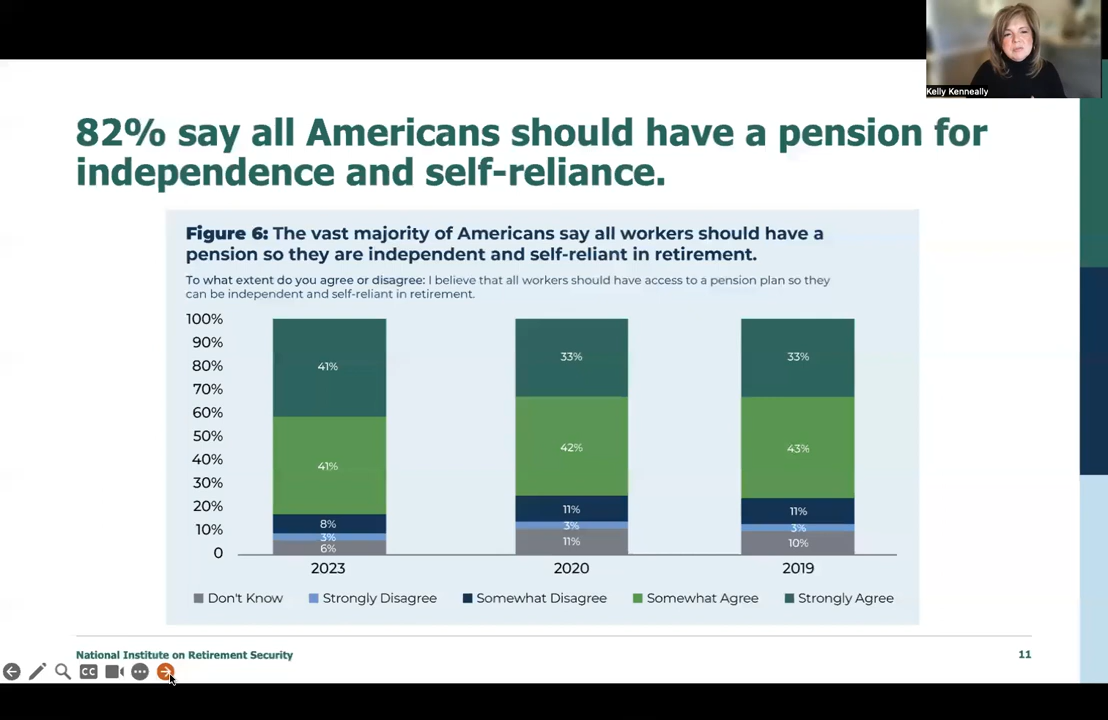 Kelly Kenneally
82% say all Americans should have a pension for
independence and self-reliance.
Figure 6: The vast majority of Americans say all workers should have a
pension so they are independent and self-reliant in retirement.
To what extent do you agree or disagree: I believe that all workers should have access to a pension plan so they
can be independent and self-reliant in retirement.
100%
90%
80%
70%
60%
50%
40%
30%
20%
10%
0
41%
41%
8%
3%
6%
33%
42%
11%
3%
11%
33%
43%
11%
3%
10%
2023 2020 2019
Don't Know Strongly Disagree Somewhat Disagree Somewhat Agree Strongly Agree
National Institute on Retirement Security 11
CC